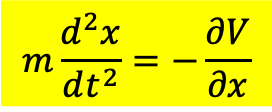 m d²x/dt² = − ∂V/∂x